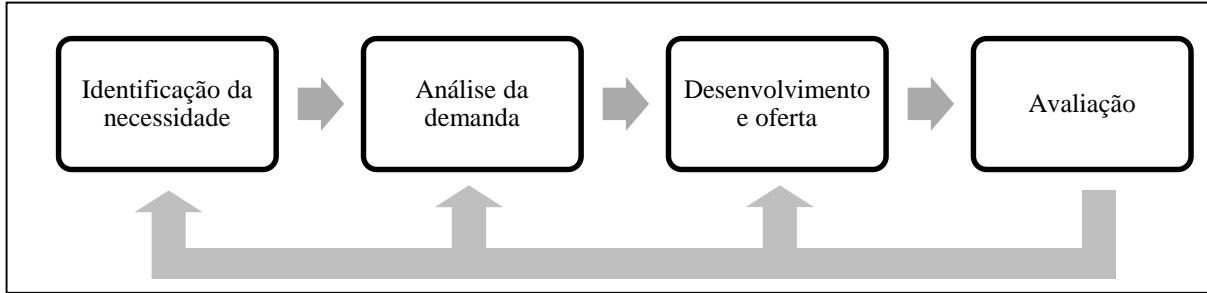 Identificação da
necessidade
Análise da
demanda
Desenvolvimento
e oferta
Avaliação